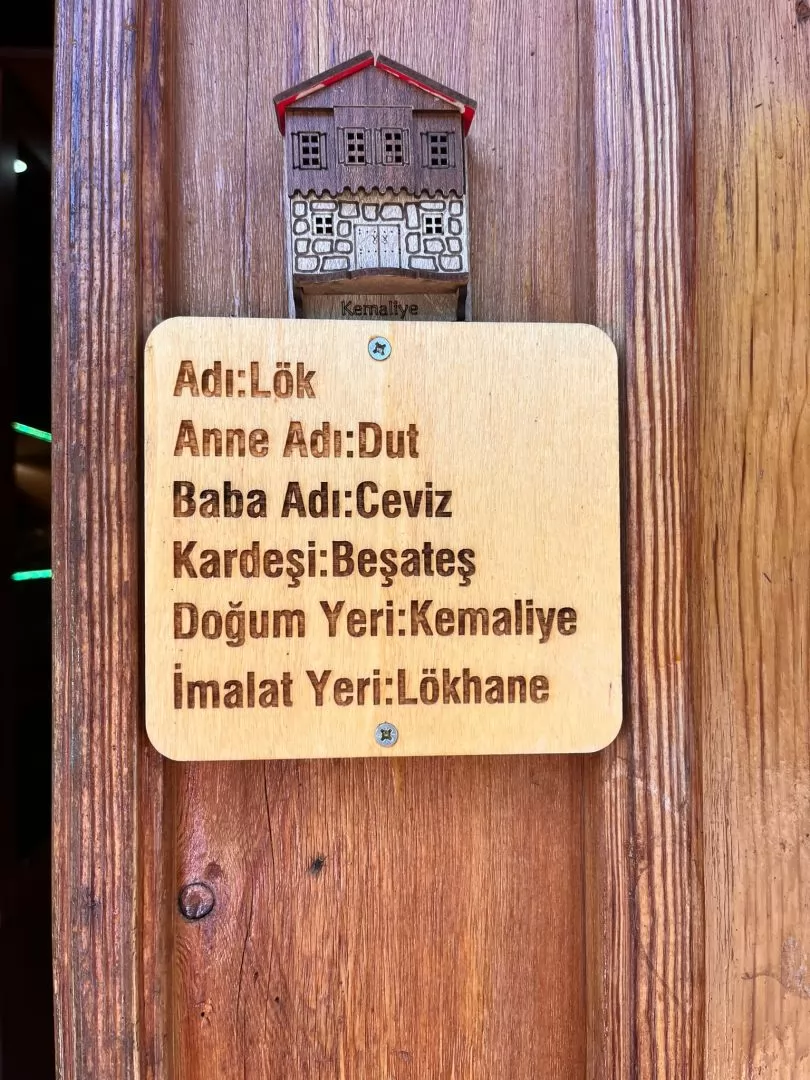 Kemaliye
Adı:Lök
Anne Adı:Dut
Baba Adı:Ceviz
Kardeşi:Beşateş
Doğum Yeri:Kemaliye
İmalat Yeri:Lökhane